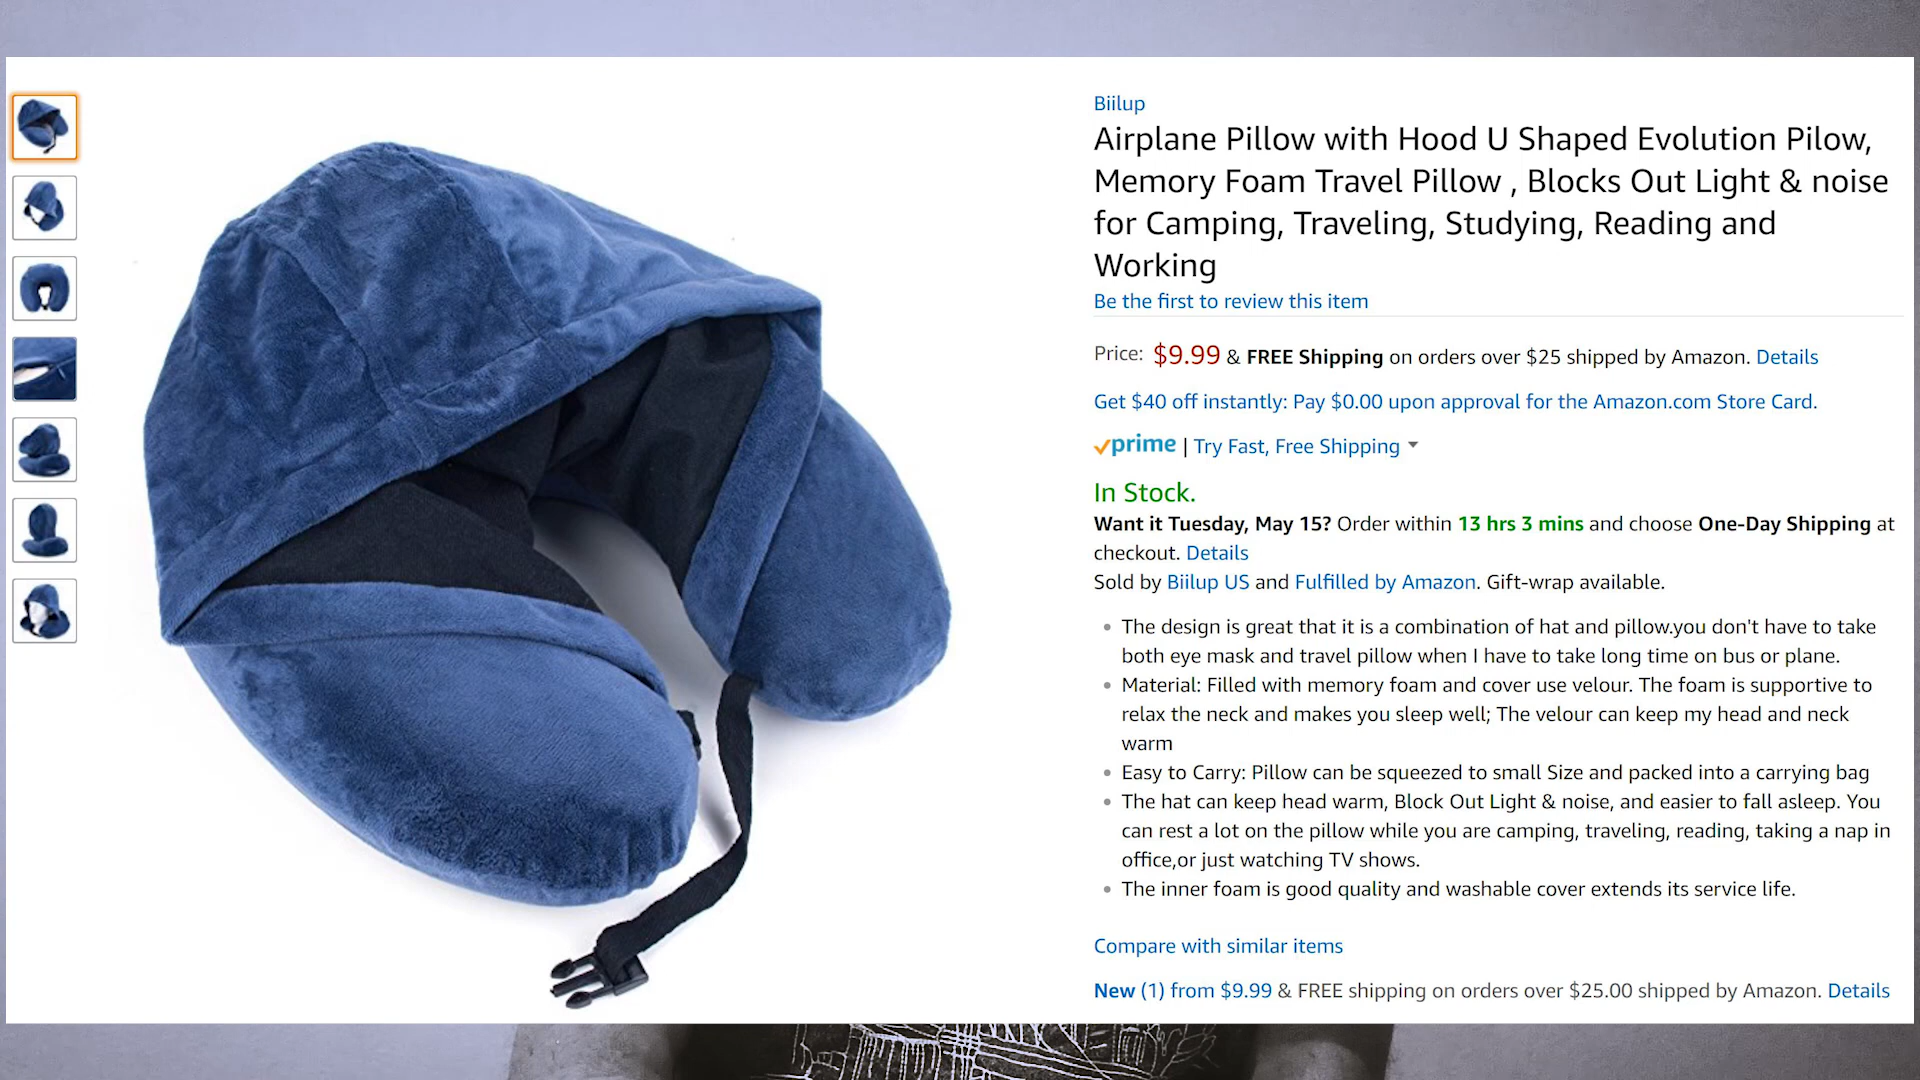 Biilup
Airplane Pillow with Hood U Shaped Evolution Pilow,
Memory Foam Travel Pillow , Blocks Out Light & noise
for Camping, Traveling, Studying, Reading and
Working
Be the first to review this item
Price: $9.99 & FREE Shipping on orders over $25 shipped by Amazon. Details
Get $40 off instantly: Pay $0.00 upon approval for the Amazon.com Store Card.
prime | Try Fast, Free Shipping
In Stock.
Want it Tuesday, May 15? Order within 13 hrs 3 mins and choose One-Day Shipping at
checkout. Details
Sold by Biilup US and Fulfilled by Amazon. Gift-wrap available.
The design is great that it is a combination of hat and pillow.you don't have to take
both eye mask and travel pillow when I have to take long time on bus or plane.
Material: Filled with memory foam and cover use velour. The foam is supportive to
relax the neck and makes you sleep well; The velour can keep my head and neck
warm
Easy to Carry: Pillow can be squeezed to small Size and packed into a carrying bag
The hat can keep head warm, Block Out Light & noise, and easier to fall asleep. You
can rest a lot on the pillow while you are camping, traveling, reading, taking a nap in
office,or just watching TV shows.
The inner foam is good quality and washable cover extends its service life.
Compare with similar items
New (1) from $9.99 & FREE shipping on orders over $25.00 shipped by Amazon. Details